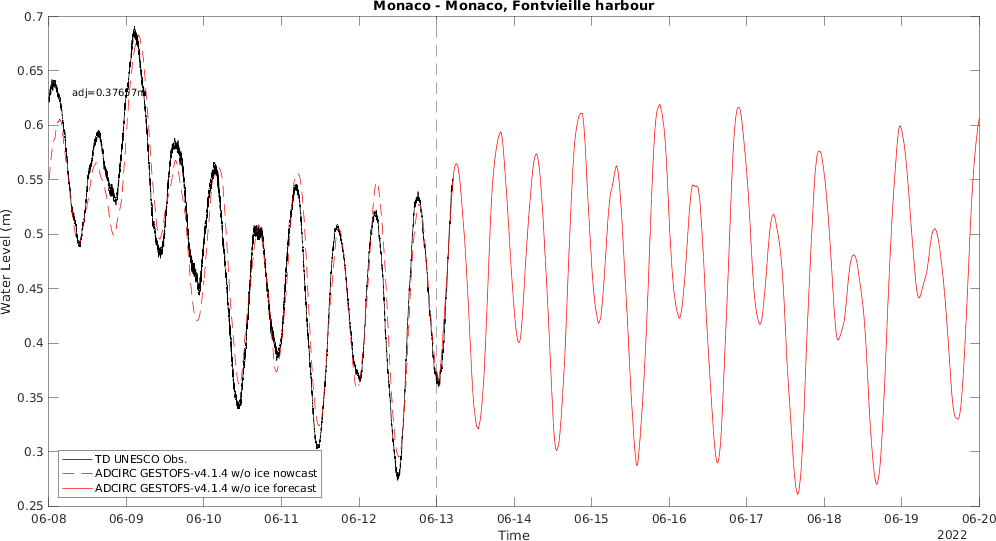 Monaco - Monaco, Fontvieille harbour
Water Level (m)
0.7
0.65
0.6
0.55
0.5
0.45
0.4
0.35
0.3
0.25
adj=0.37657m
TD UNESCO Obs.
ADCIRC GESTOFS-v4.1.4 w/o ice nowcast
ADCIRC GESTOFS-v4.1.4 w/o ice forecast
06-08 06-09 06-10 06-11 06-12 06-13 06-14 06-15 06-16 06-17 06-18 06-19 06-20
Time
2022